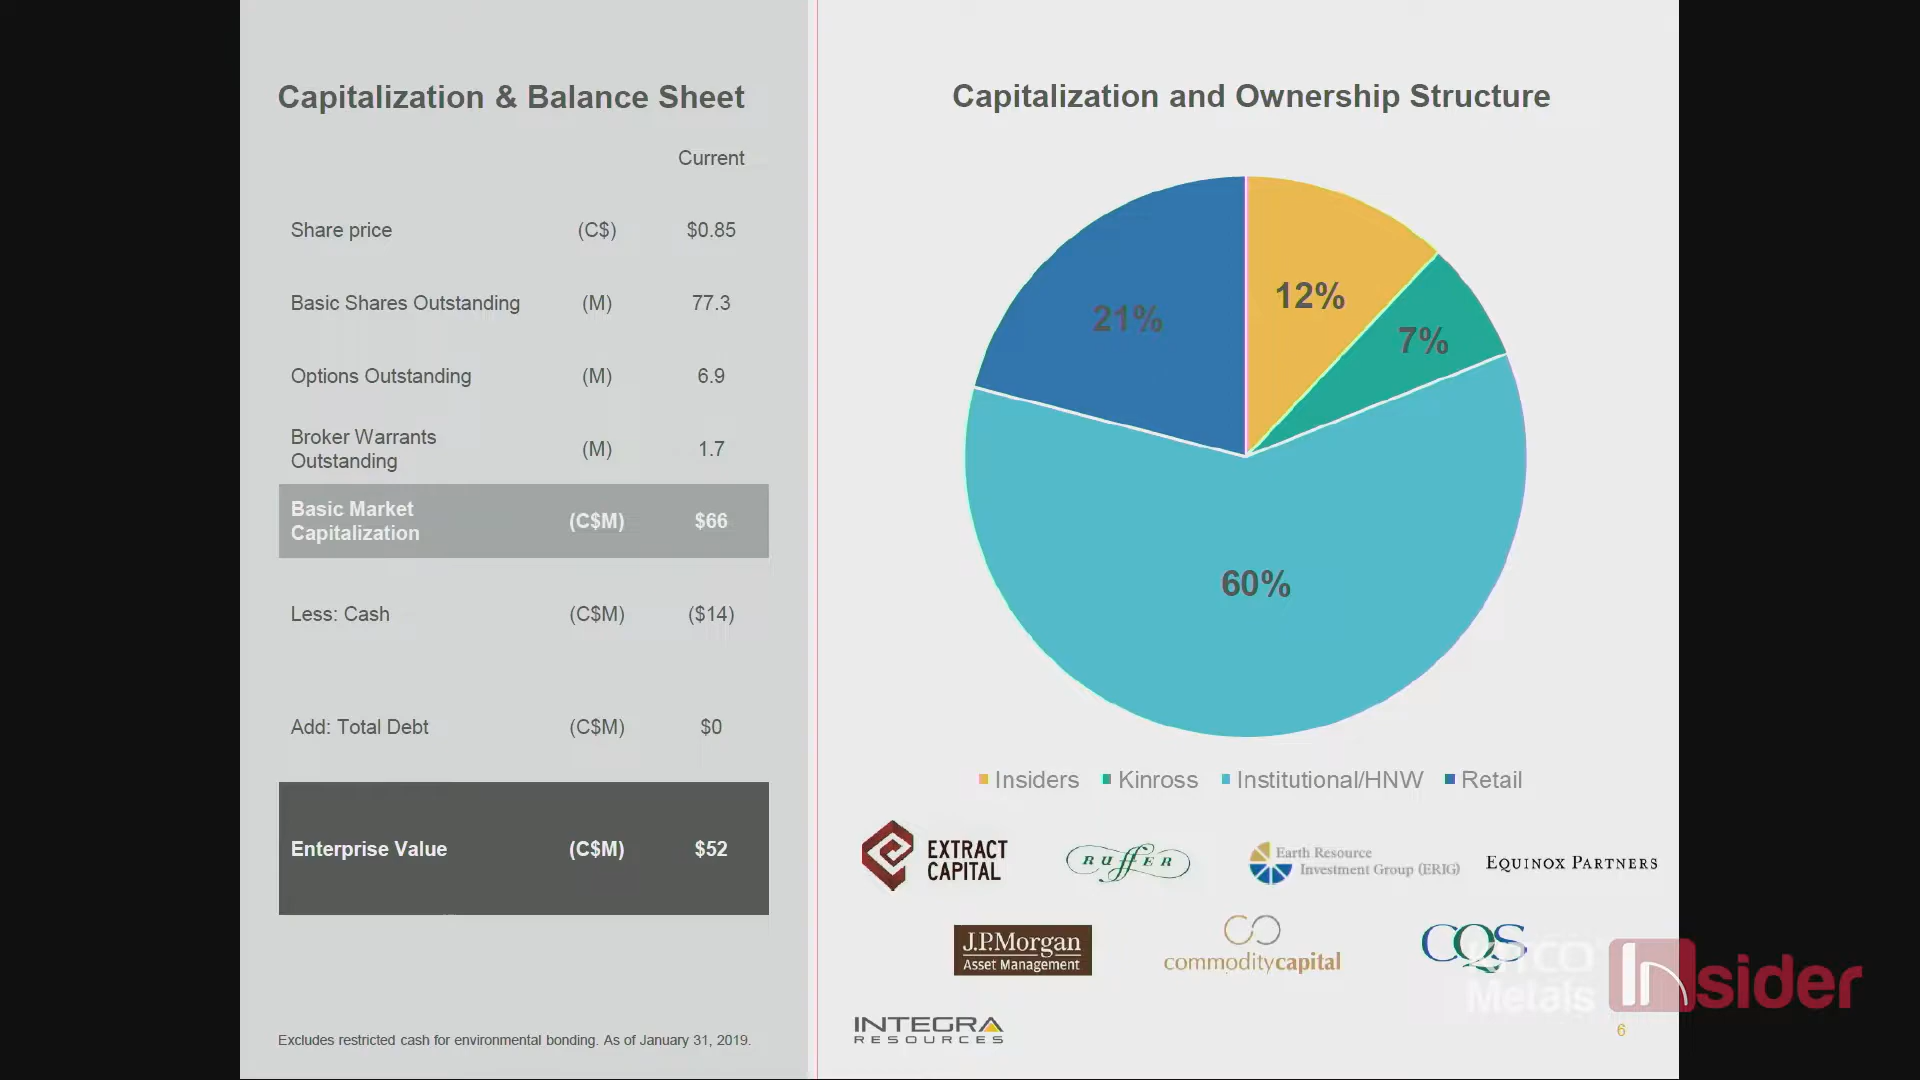 Capitalization & Balance Sheet
Current
Share price (C$) $0.85
Basic Shares Outstanding (M) 77.3
Options Outstanding (M) 6.9
Broker Warrants
Outstanding (M) 1.7
Basic Market
Capitalization (C$M) $66
Less: Cash (C$M) ($14)
Add: Total Debt (C$M) $0
Enterprise Value (C$M) $52
Excludes restricted cash for environmental bonding. As of January 31, 2019.
Capitalization and Ownership Structure
12%
7%
21%
60%
Insiders Kinross Institutional/HNW Retail
EXTRACT
CAPITAL
RUFFER
Earth Resource
Investment Group (ERIG)
EQUINOX PARTNERS
J.P.Morgan
Asset Management
commoditycapital
CQS
KITCO
Metals
Insider
INTEGRA
RESOURCES
6